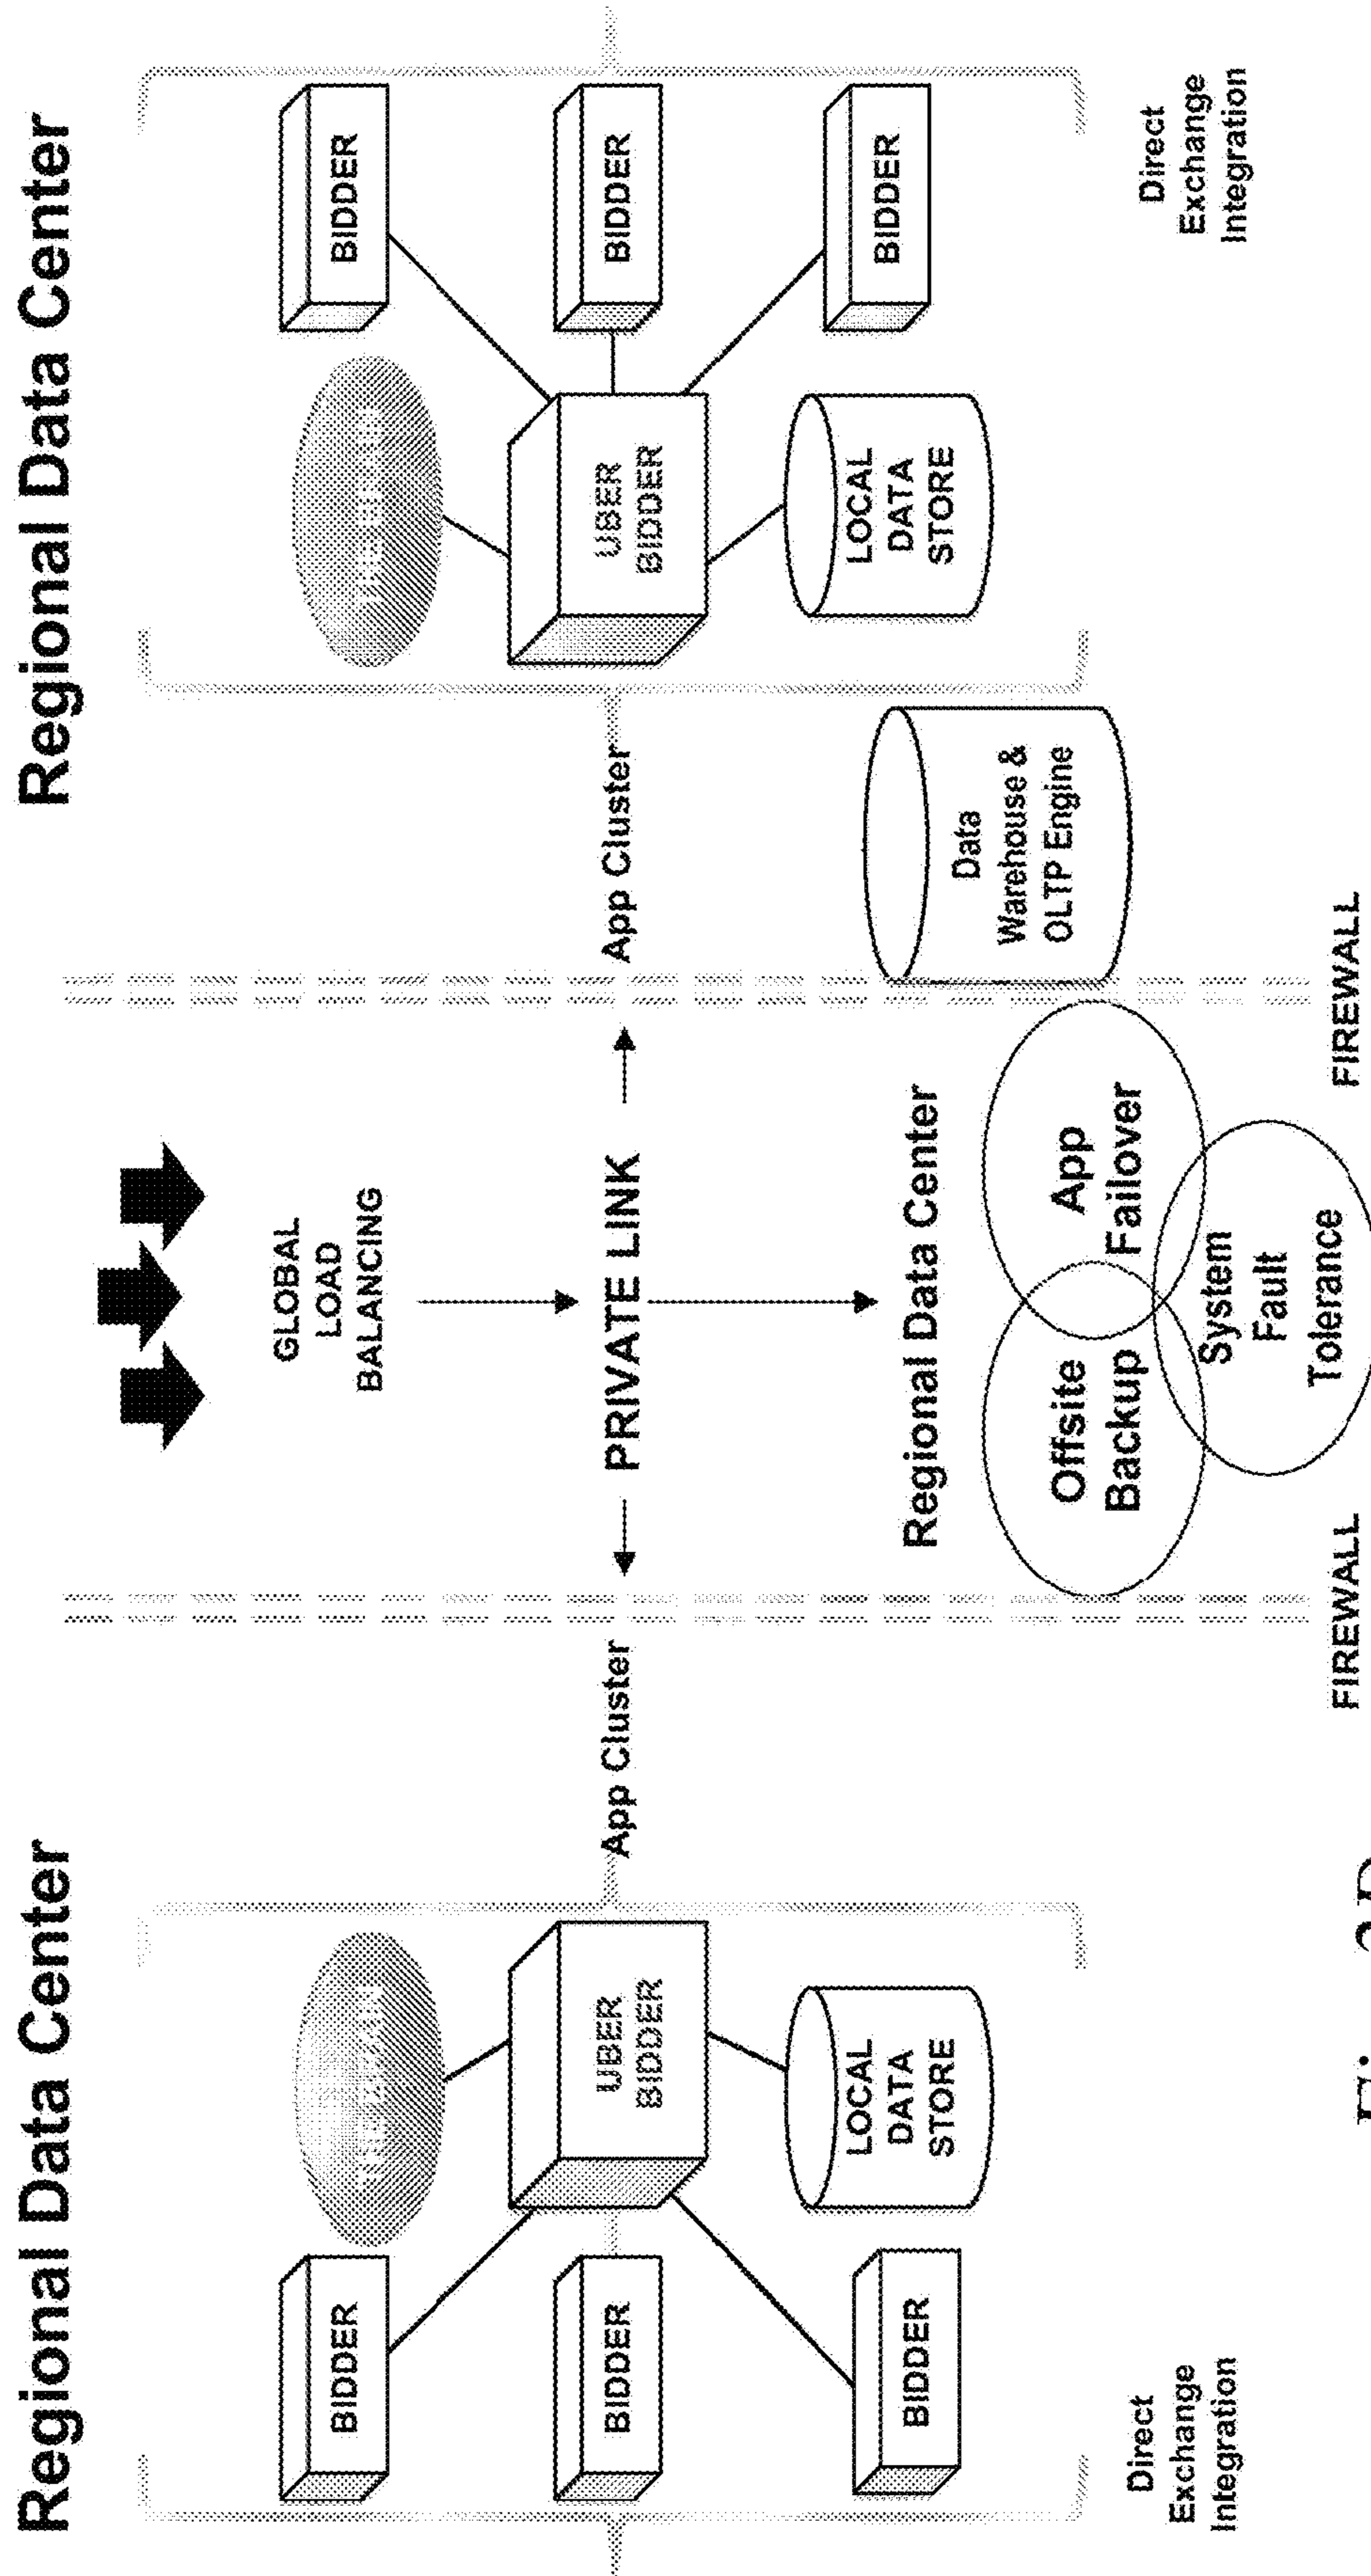 Regional Data Center
Regional Data Center
GLOBAL
LOAD
BALANCING
BIDDER
BIDDER
BIDDER
UBER
BIDDER
LOCAL
DATA
STORE
App Cluster
PRIVATE LINK
App Cluster
UBER
BIDDER
LOCAL
DATA
STORE
BIDDER
BIDDER
BIDDER
Regional Data Center
Offsite
Backup
App
Failover
System
Fault
Tolerance
Data
Warehouse &
OLTP Engine
Direct
Exchange
Integration
Direct
Exchange
Integration
FIREWALL
FIREWALL